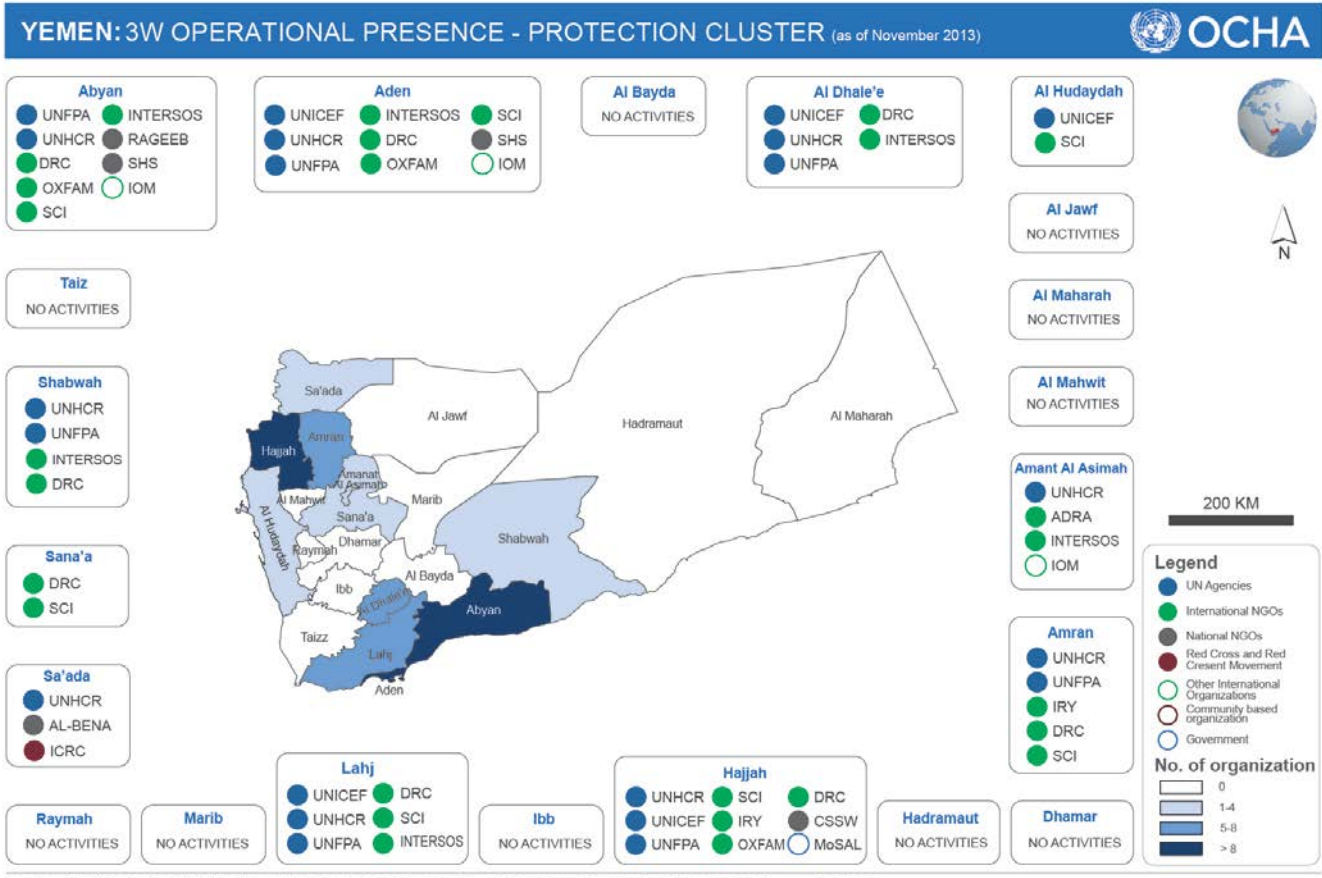 YEMEN: 3W OPERATIONAL PRESENCE - PROTECTION CLUSTER (as of November 2013)
OCHA
Abyan
UNFPA INTERSOS
UNHCR RAGEEB
DRC SHS
OXFAM IOM
SCI
Aden
UNICEF INTERSOS SCI
UNHCR DRC SHS
UNFPA OXFAM IOM
Al Bayda
NO ACTIVITIES
Al Dhale'e
UNICEF DRC
UNHCR INTERSOS
UNFPA
Al Hudaydah
UNICEF
SCI
Al Jawf
NO ACTIVITIES
N
Taiz
NO ACTIVITIES
Al Maharah
NO ACTIVITIES
Al Mahwit
NO ACTIVITIES
Shabwah
UNHCR
UNFPA
INTERSOS
DRC
Sa'ada
Al Jawf
Hadramaut
Al Maharah
Amran
Hajjah
Amanat
Al Asimah
Al Mahwit
Marib
Sana'a
Al Hudaydah
Shabwah
Dhamar
Raymah
Al Bayda
Ibb
Al Dhale'e
Abyan
Taizz
Lahj
Aden
Amant Al Asimah
UNHCR
ADRA
INTERSOS
IOM
200 KM
Sana'a
DRC
SCI
Sa'ada
UNHCR
AL-BENA
ICRC
Amran
UNHCR
UNFPA
IRY
DRC
SCI
Legend
UN Agencies
International NGOs
National NGOs
Red Cross and Red
Cresent Movement
Other International
Organizations
Community based
organization
Government
No. of organization
0
1-4
5-8
> 8
Raymah
NO ACTIVITIES
Marib
NO ACTIVITIES
Lahj
UNICEF DRC
UNHCR SCI
UNFPA INTERSOS
Ibb
NO ACTIVITIES
Hajjah
UNHCR SCI DRC
UNICEF IRY CSSW
UNFPA OXFAM MoSAL
Hadramaut
NO ACTIVITIES
Dhamar
NO ACTIVITIES